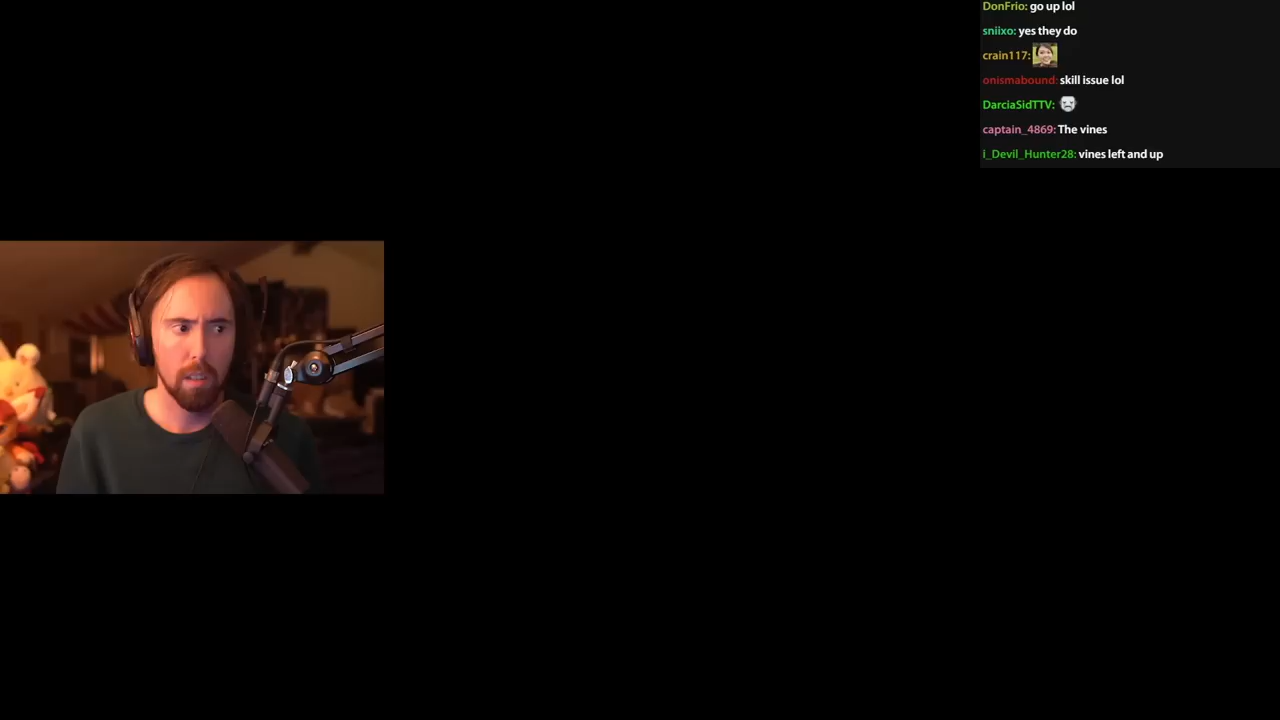 DonFrio: go up lol
sniixo: yes they do
crain117:
onismabound: skill issue lol
DarciaSidTTV:
captain_4869: The vines
i_Devil_Hunter28: vines left and up